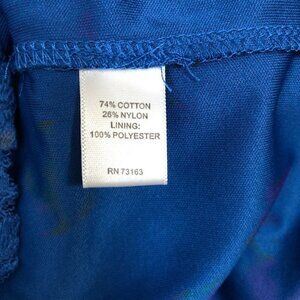 74% COTTON
26% NYLON
LINING:
100% POLYESTER
RN 73163